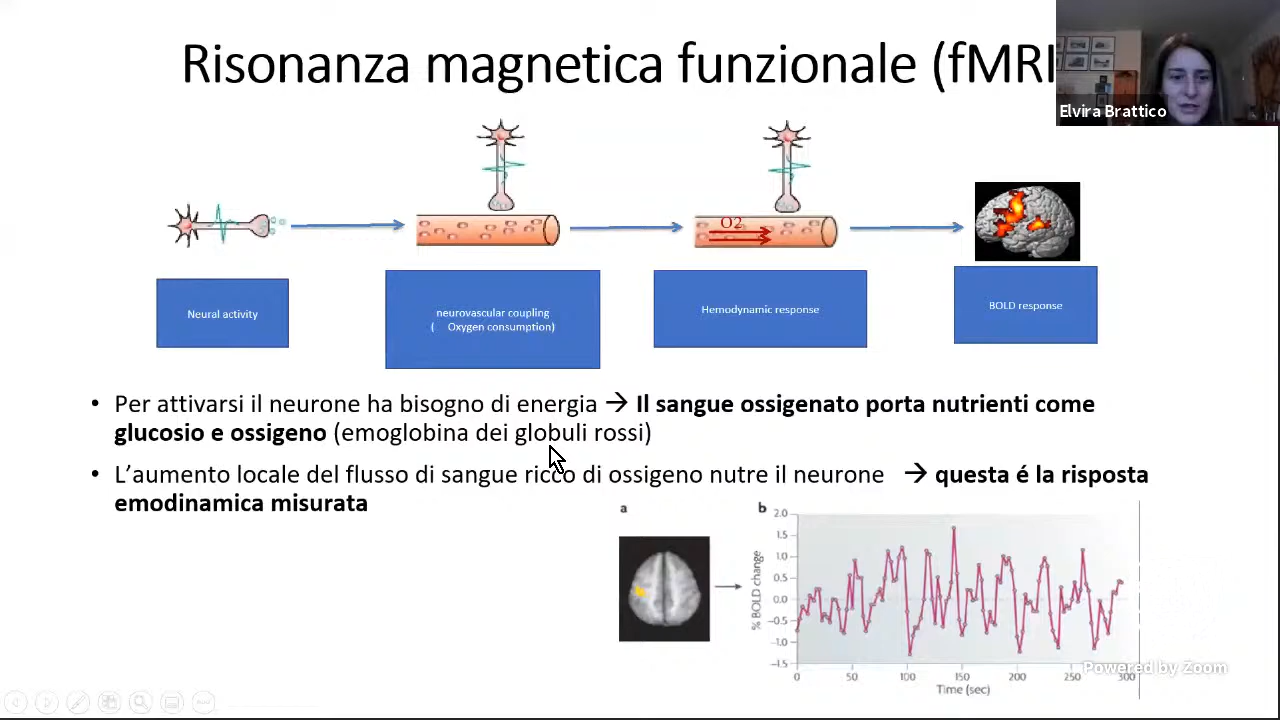 Risonanza magnetica funzionale (fMRI
Elvira Brattico
O2
Neural activity
neurovascular coupling
( Oxygen consumption)
Hemodynamic response
BOLD response
• Per attivarsi il neurone ha bisogno di energia → Il sangue ossigenato porta nutrienti come
glucosio e ossigeno (emoglobina dei globuli rossi)
• L’aumento locale del flusso di sangue ricco di ossigeno nutre il neurone → questa é la risposta
emodinamica misurata
a
b
% BOLD change
2.0
1.5
1.0
0.5
0.0
-0.5
-1.0
-1.5
0 50 100 150 200 250 300
Time (sec)
Powered by Zoom